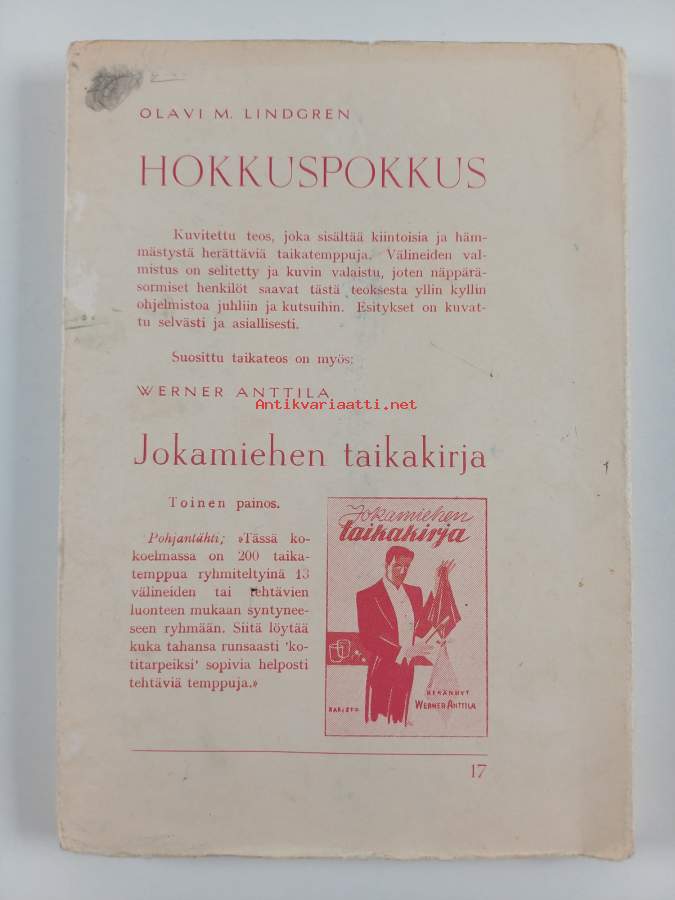 OLAVI M. LINDGREN
HOKKUSPOKKUS
Kuvitettu teos, joka sisältää kiintoisia ja häm-
mästystä herättäviä taikatemppuja. Välineiden val-
mistus on selitetty ja kuvin valaistu, joten näppärä-
sormiset henkilöt saavat tästä teoksesta yllin kyllin
ohjelmistoa juhliin ja kutsuihin. Esitykset on kuvat-
tu selvästi ja asiallisesti.
Suosittu taikateos on myös:
WERNER ANTTILA
Antikvariaatti.net
Jokamiehen taikakirja
Toinen painos.
Pohjantähti; »Tässä ko-
koelmassa on 200 taika-
temppua ryhmiteltyinä 13
välineiden tai tehtävien
luonteen mukaan syntynee-
seen ryhmään. Siitä löytää
kuka tahansa runsaasti 'ko-
titarpeiksi' sopivia helposti
tehtäviä temppuja.»
Jokamiehen
taikakirja
KERÄNNYT
WERNER ANTTILA
KARISTO
17